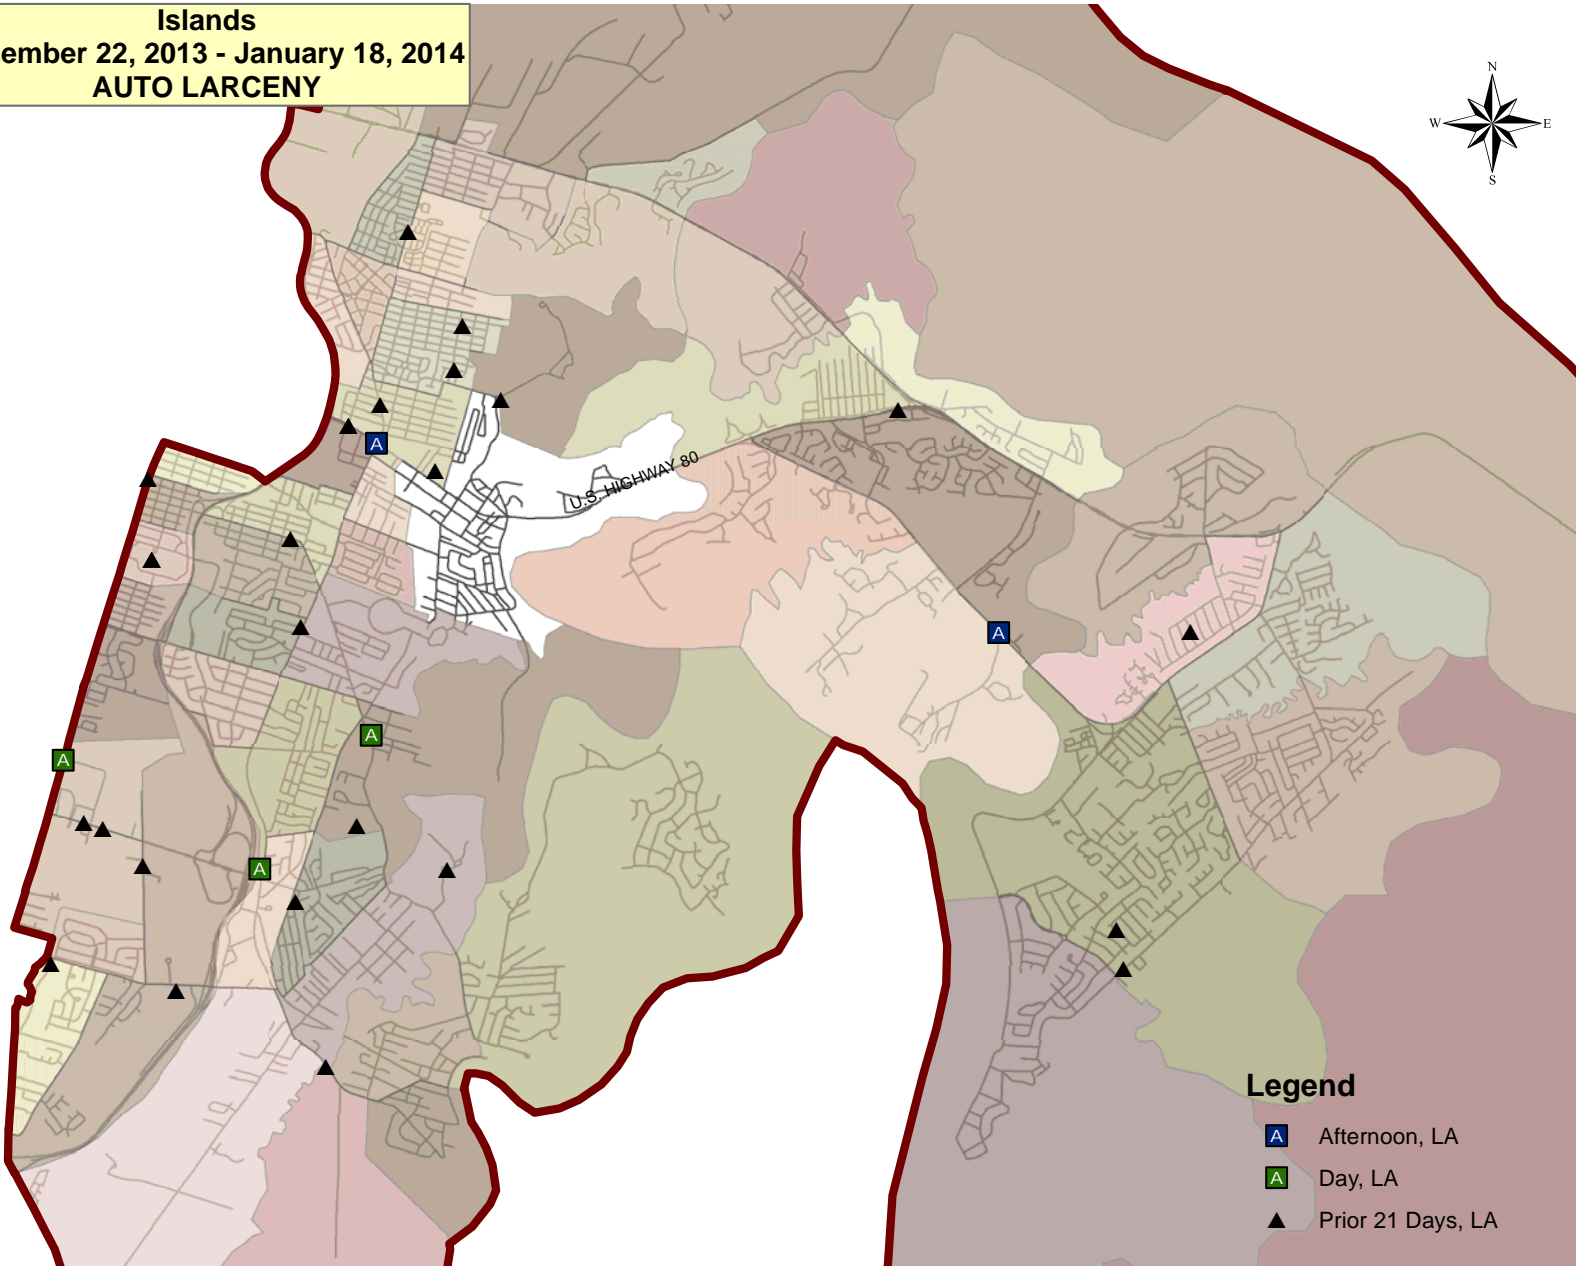 Islands
ember 22, 2013 - January 18, 2014
AUTO LARCENY
N
W E
S
U.S. HIGHWAY 80
A
A
A
A
A
Legend
A Afternoon, LA
A Day, LA
Prior 21 Days, LA